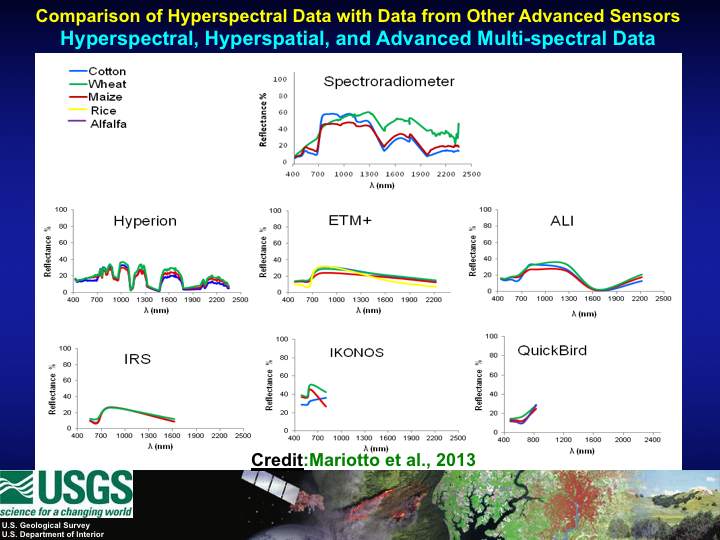 Comparison of Hyperspectral Data with Data from Other Advanced Sensors
Hyperspectral, Hyperspatial, and Advanced Multi-spectral Data
Cotton
Wheat
Maize
Rice
Alfalfa
Spectroradiometer
Reflectance %
100
80
60
40
20
0
400 700 1000 1300 1600 1900 2200 2500
λ (nm)
Hyperion
Reflectance %
100
80
60
40
20
0
400 700 1000 1300 1600 1900 2200 2500
λ (nm)
ETM+
Reflectance %
100
80
60
40
20
0
400 700 1000 1300 1600 1900 2200
λ (nm)
ALI
Reflectance %
100
80
60
40
20
0
400 700 1000 1300 1600 1900 2200 2500
λ (nm)
IRS
Reflectance %
100
80
60
40
20
0
400 700 1000 1300 1600 1900 2200
λ (nm)
IKONOS
Reflectance %
100
80
60
40
20
0
400 700 1000 1300 1600 1900 2200
λ (nm)
QuickBird
Reflectance %
100
80
60
40
20
0
400 800 1200 1600 2000 2400
λ (nm)
Credit:Mariotto et al., 2013
USGS
science for a changing world
U.S. Geological Survey
U.S. Department of Interior